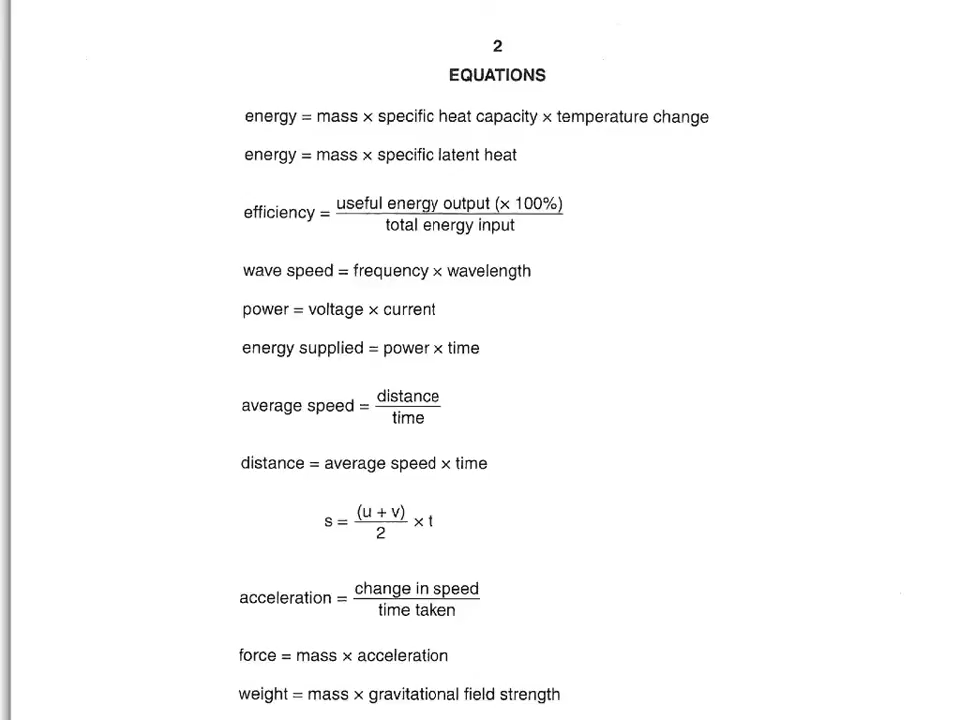 2
EQUATIONS
energy = mass × specific heat capacity × temperature change
energy = mass × specific latent heat
efficiency = useful energy output (× 100%)
total energy input
wave speed = frequency × wavelength
power = voltage × current
energy supplied = power × time
average speed = distance
time
distance = average speed × time
s = (u + v) × t
2
acceleration = change in speed
time taken
force = mass × acceleration
weight = mass × gravitational field strength